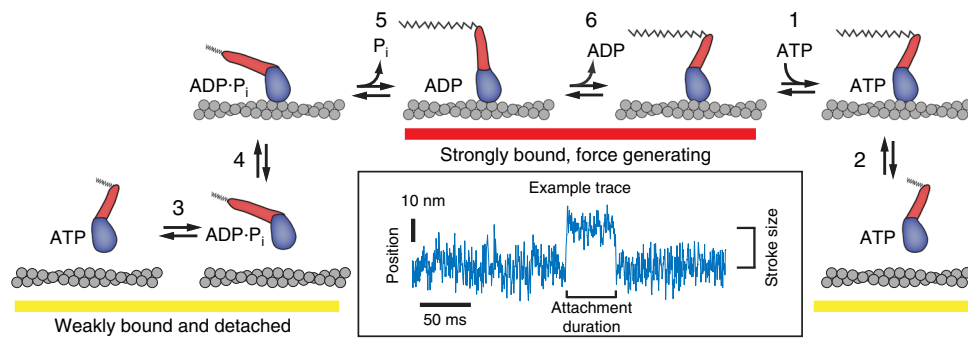 5
6
1
Pi
ADP
ATP
ADP·Pi
ADP
ATP
Strongly bound, force generating
4
2
3
ATP
ADP·Pi
ATP
Weakly bound and detached
Example trace
10 nm
Position
Stroke size
50 ms
Attachment
duration